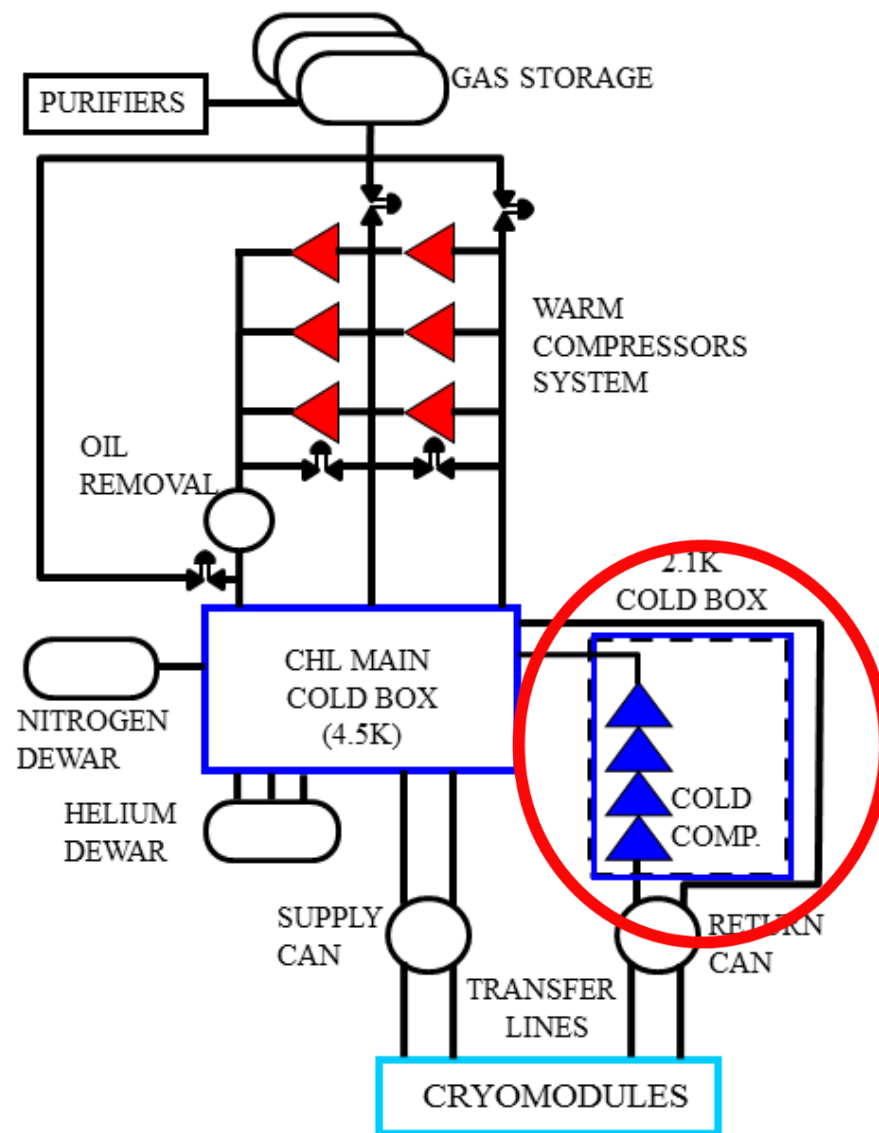 GAS STORAGE
PURIFIERS
WARM
COMPRESSORS
SYSTEM
OIL
REMOVAL
2.1K
COLD BOX
CHL MAIN
COLD BOX
(4.5K)
NITROGEN
DEWAR
HELIUM
DEWAR
COLD
COMP.
SUPPLY
CAN
RETURN
CAN
TRANSFER
LINES
CRYOMODULES